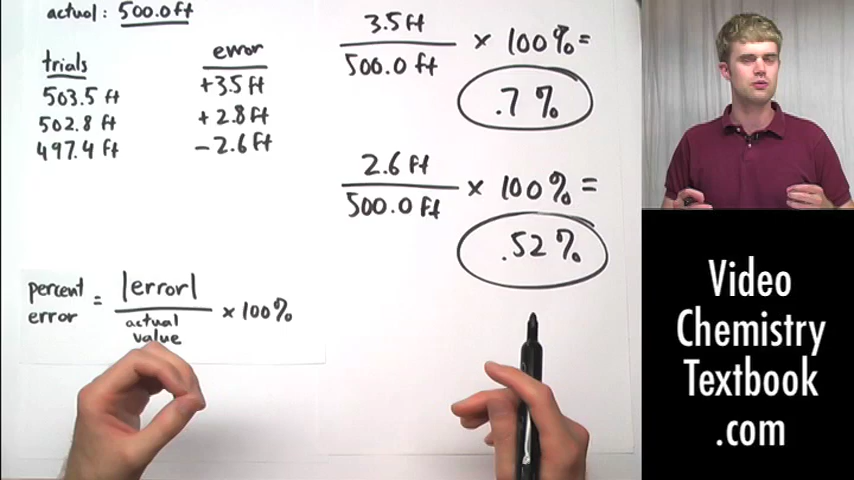 actual: 500.0 ft
trials
503.5 ft
502.8 ft
497.4 ft
error
+3.5 ft
+2.8 ft
-2.6 ft
percent error = |error| / actual value × 100%
3.5 ft / 500.0 ft × 100% =
.7%
2.6 ft / 500.0 ft × 100% =
.52%
Video
Chemistry
Textbook
.com